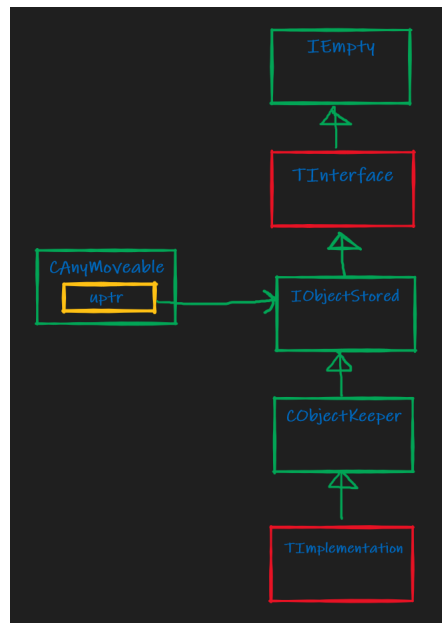 IEmpty
TInterface
CAnyMoveable
uptr
IObjectStored
CObjectKeeper
TImplementation